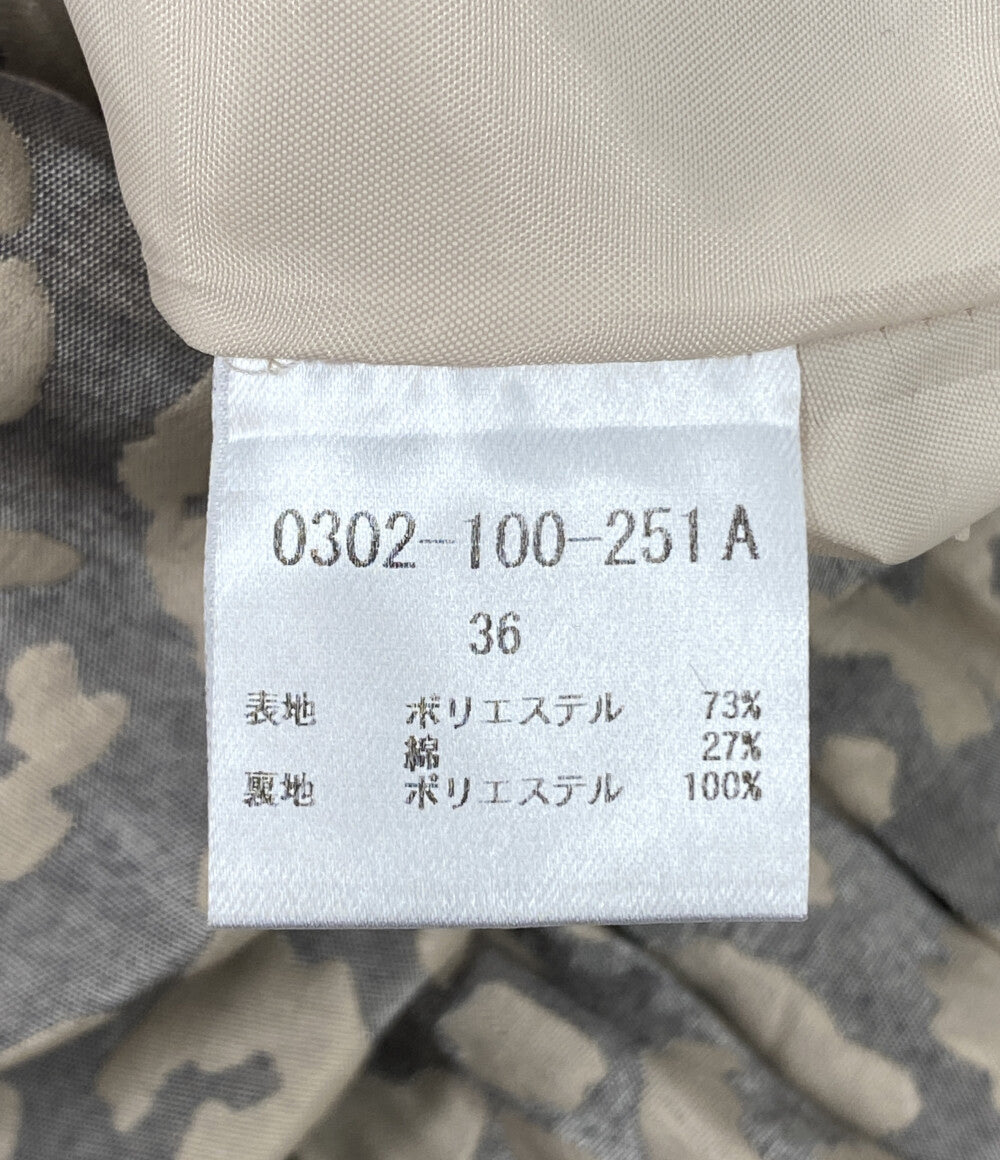 0302-100-251A
36
表地 ポリエステル 73%
綿 27%
裏地 ポリエステル 100%